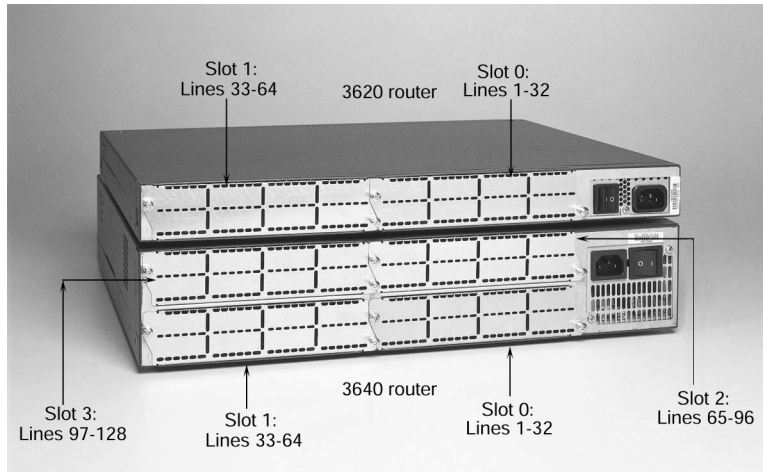 Slot 1:
Lines 33-64
3620 router
Slot 0:
Lines 1-32
3640 router
Slot 3:
Lines 97-128
Slot 1:
Lines 33-64
Slot 0:
Lines 1-32
Slot 2:
Lines 65-96